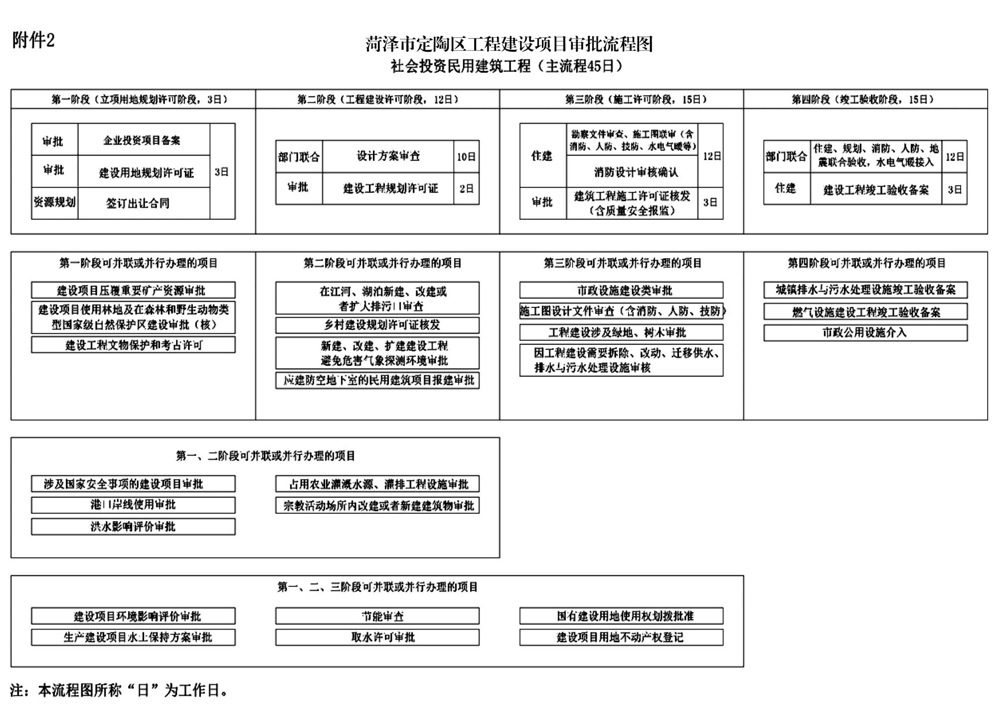 附件2
菏泽市定陶区工程建设项目审批流程图
社会投资民用建筑工程（主流程45日）
第一阶段（立项用地规划许可阶段，3日）
审批
企业投资项目备案
审批
建设用地规划许可证
资源规划
签订出让合同
3日
第二阶段（工程建设许可阶段，12日）
部门联合
设计方案审查
10日
审批
建设工程规划许可证
2日
第三阶段（施工许可阶段，15日）
住建
勘察文件审查、施工图联审（含
消防、人防、技防、水电气暖等）
消防设计审核确认
12日
审批
建筑工程施工许可证核发
（含质量安全报监）
3日
第四阶段（竣工验收阶段，15日）
部门联合
住建、规划、消防、人防、地
震联合验收，水电气暖接入
12日
住建
建设工程竣工验收备案
3日
第一阶段可并联或并行办理的项目
建设项目压覆重要矿产资源审批
建设项目使用林地及在森林和野生动物类
型国家级自然保护区建设审批（核）
建设工程文物保护和考古许可
第二阶段可并联或并行办理的项目
在江河、湖泊新建、改建或
者扩大排污口审查
乡村建设规划许可证核发
新建、改建、扩建建设工程
避免危害气象探测环境审批
应建防空地下室的民用建筑项目报建审批
第三阶段可并联或并行办理的项目
市政设施建设类审批
施工图设计文件审查（含消防、人防、技防）
工程建设涉及绿地、树木审批
因工程建设需要拆除、改动、迁移供水、
排水与污水处理设施审核
第四阶段可并联或并行办理的项目
城镇排水与污水处理设施竣工验收备案
燃气设施建设工程竣工验收备案
市政公用设施介入
第一、二阶段可并联或并行办理的项目
涉及国家安全事项的建设项目审批
港口岸线使用审批
洪水影响评价审批
占用农业灌溉水源、灌排工程设施审批
宗教活动场所内改建或者新建建筑物审批
第一、二、三阶段可并联或并行办理的项目
建设项目环境影响评价审批
生产建设项目水土保持方案审批
节能审查
取水许可审批
国有建设用地使用权划拨批准
建设项目用地不动产权登记
注：本流程图所称“日”为工作日。